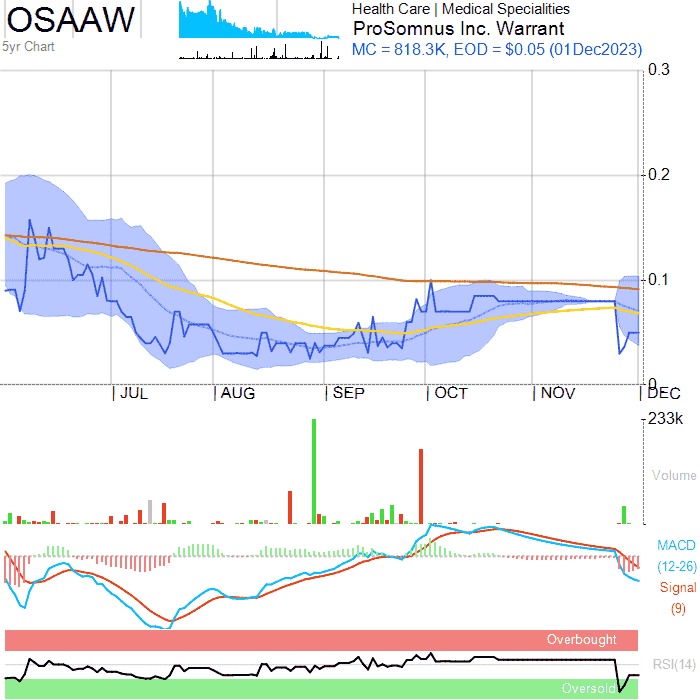 OSAAW
5yr Chart
Health Care | Medical Specialities
ProSomnus Inc. Warrant
MC = 818.3K, EOD = $0.05 (01Dec2023)
0.3
0.2
0.1
0
| JUL | AUG | SEP | OCT | NOV | DEC
233k
Volume
MACD
(12-26)
Signal
(9)
Overbought
RSI(14)
Oversold